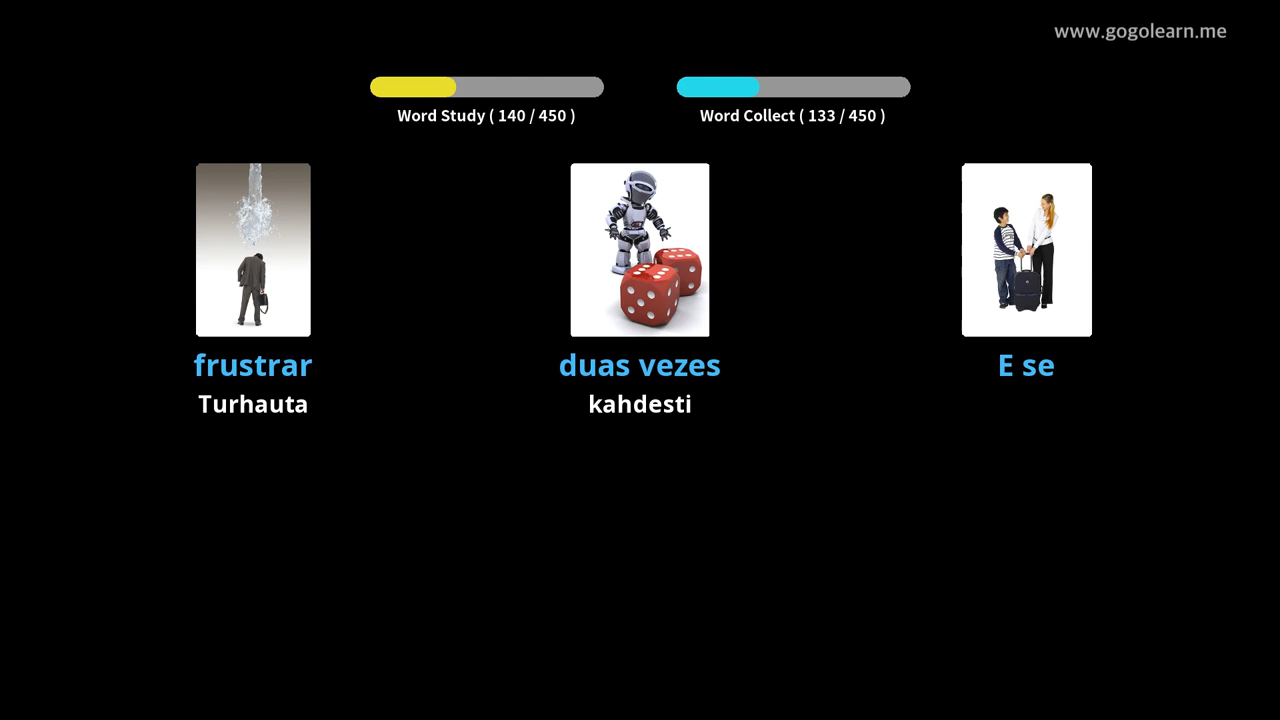 www.gogolearn.me
Word Study ( 140 / 450 )
Word Collect ( 133 / 450 )
frustrar
Turhauta
duas vezes
kahdesti
E se